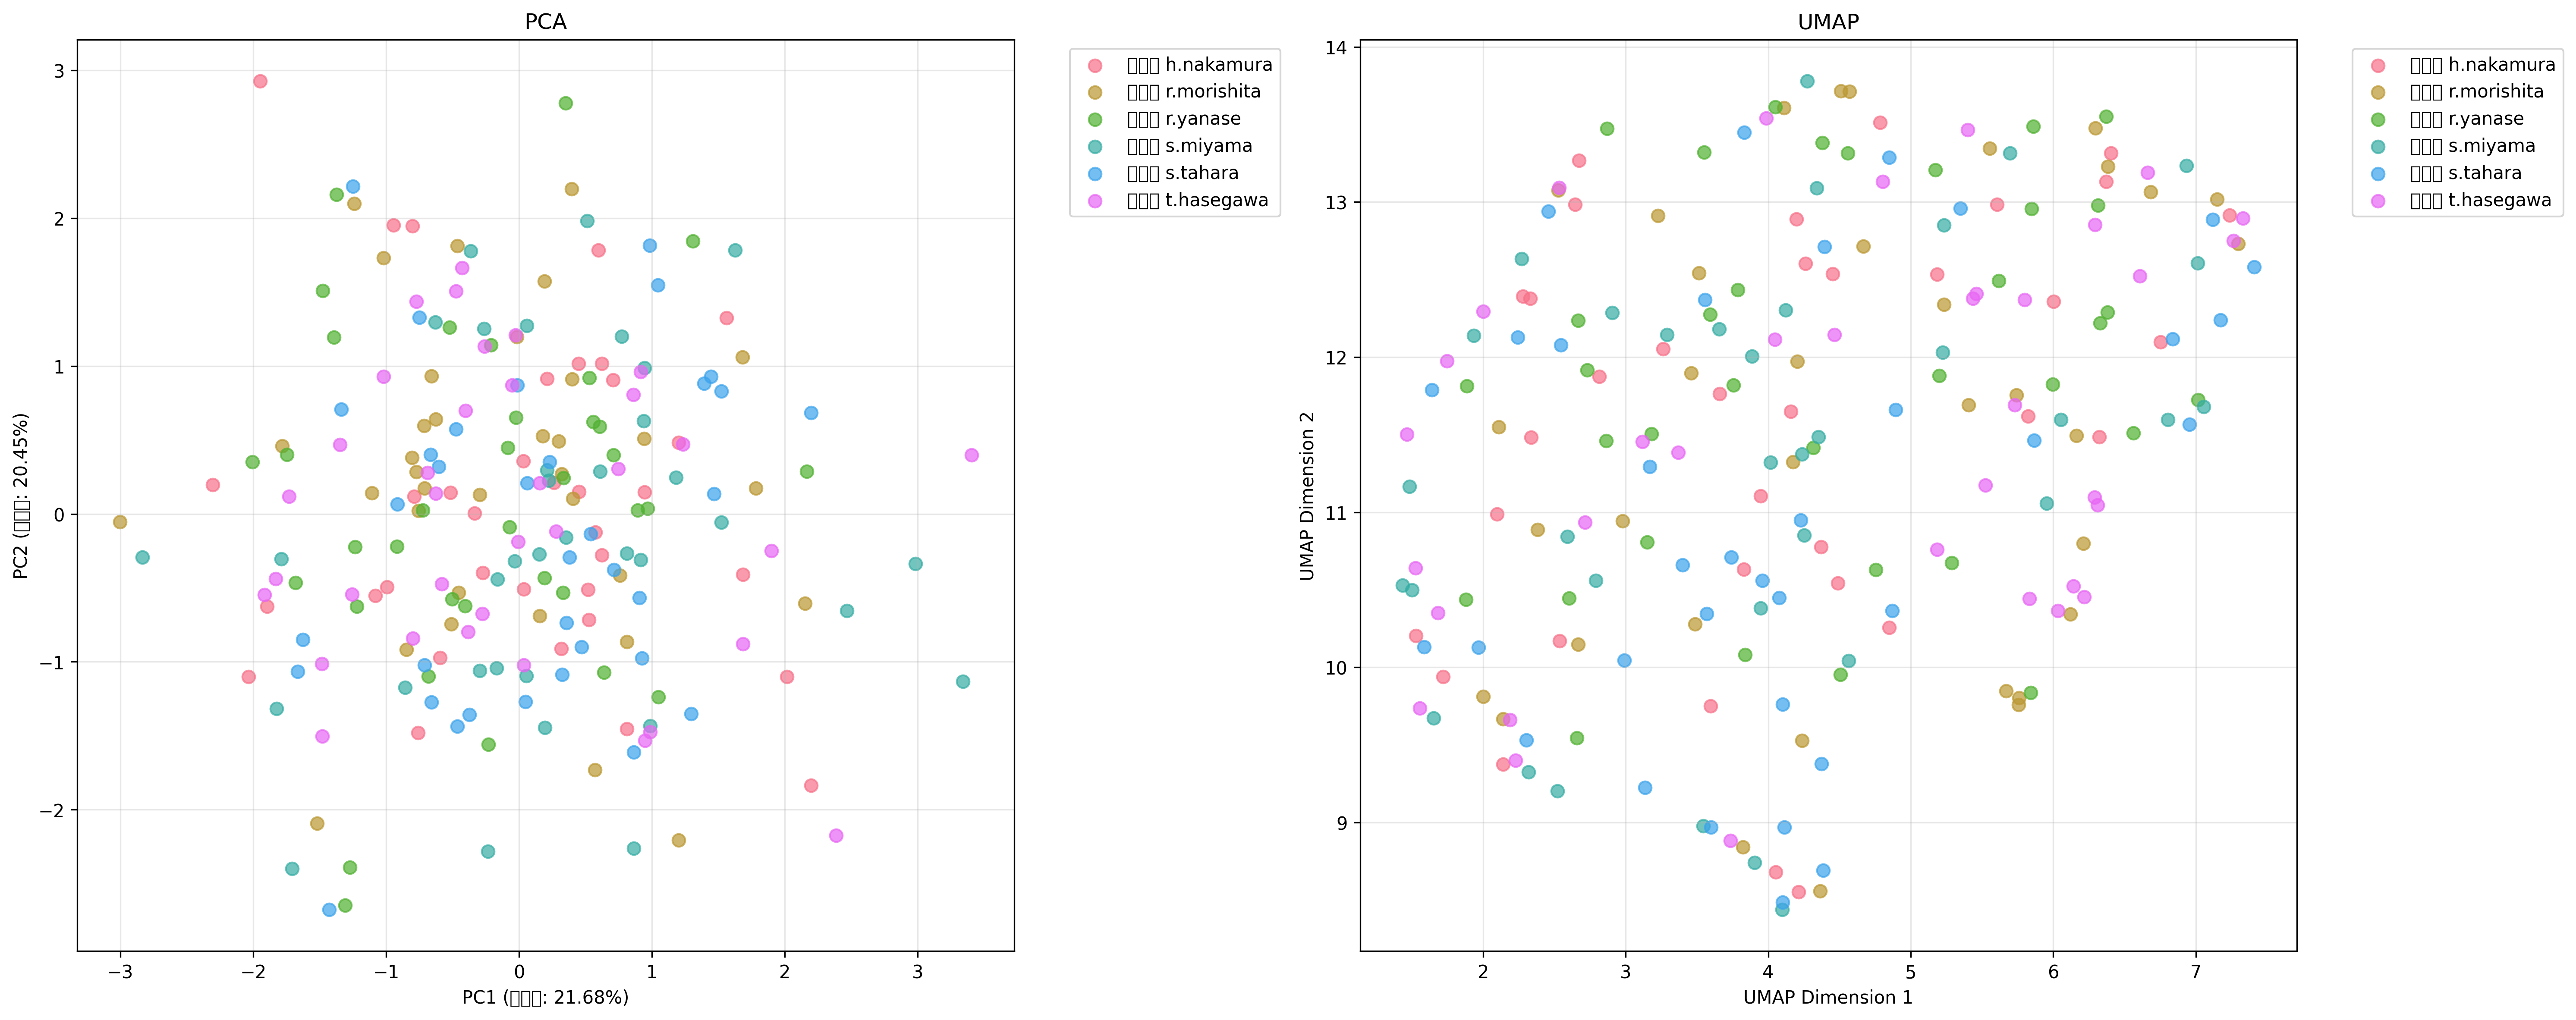 PCA
3
2
1
0
−1
−2
PC2 (□□□: 20.45%)
−3
−2
−1
0
1
2
3
PC1 (□□□: 21.68%)
□□□ h.nakamura
□□□ r.morishita
□□□ r.yanase
□□□ s.miyama
□□□ s.tahara
□□□ t.hasegawa
UMAP
14
13
12
11
10
9
UMAP Dimension 2
2
3
4
5
6
7
UMAP Dimension 1
□□□ h.nakamura
□□□ r.morishita
□□□ r.yanase
□□□ s.miyama
□□□ s.tahara
□□□ t.hasegawa